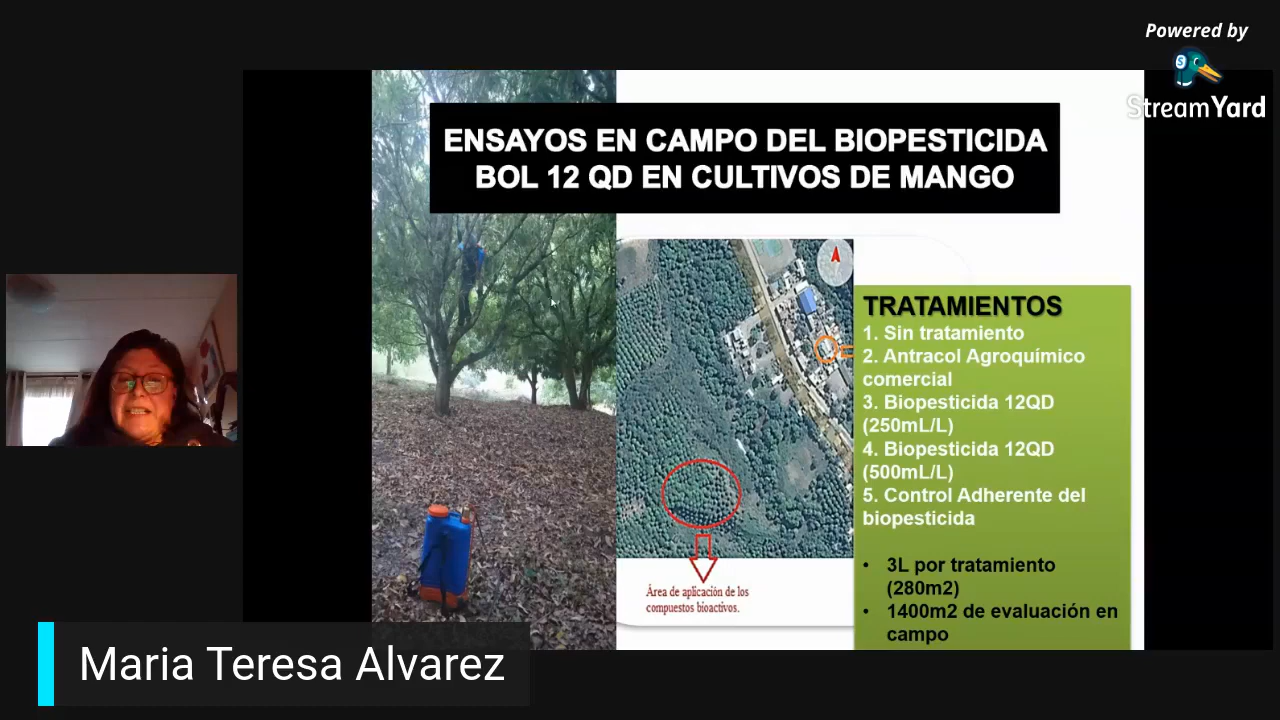 Powered by
StreamYard
ENSAYOS EN CAMPO DEL BIOPESTICIDA
BOL 12 QD EN CULTIVOS DE MANGO
TRATAMIENTOS
1. Sin tratamiento
2. Antracol Agroquímico
comercial
3. Biopesticida 12QD
(250mL/L)
4. Biopesticida 12QD
(500mL/L)
5. Control Adherente del
biopesticida
• 3L por tratamiento
(280m2)
• 1400m2 de evaluación en
campo
Área de aplicación de los
compuestos bioactivos.
Maria Teresa Alvarez